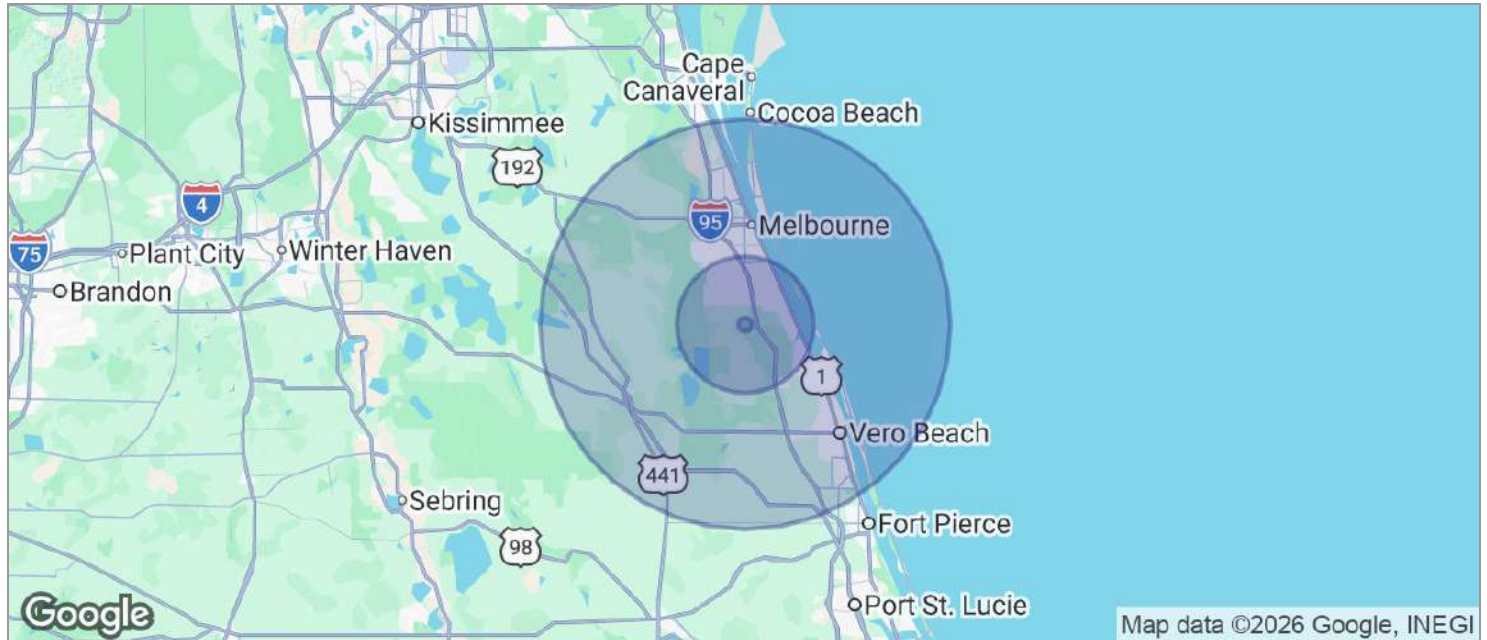 Cape
Canaveral
Cocoa Beach
Kissimmee
192
4
95
Melbourne
75
Plant City
Winter Haven
Brandon
1
Vero Beach
441
Sebring
Fort Pierce
98
Port St. Lucie
Google
Map data ©2026 Google, INEGI